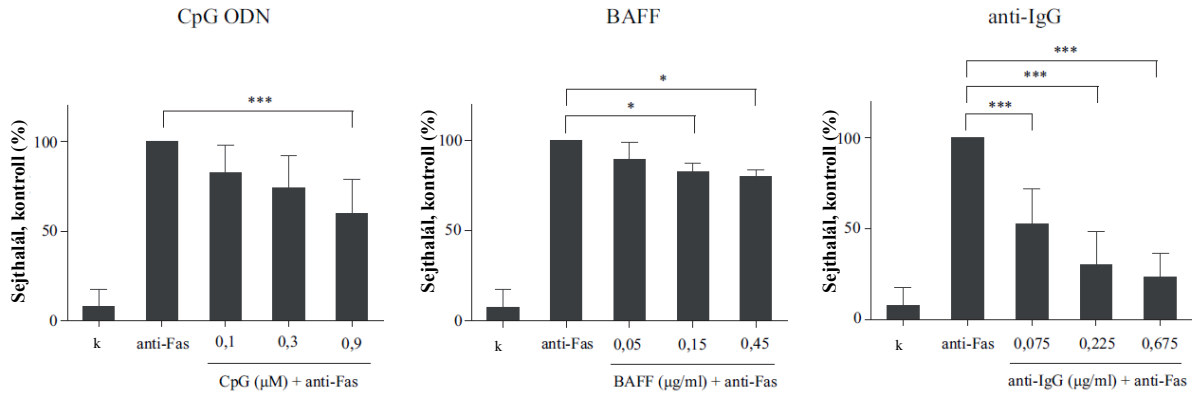 CpG ODN
***
Sejthalál, kontroll (%)
100
50
0
k
anti-Fas
0,1
0,3
0,9
CpG (μM) + anti-Fas
BAFF
*
*
Sejthalál, kontroll (%)
100
50
0
k
anti-Fas
0,05
0,15
0,45
BAFF (μg/ml) + anti-Fas
anti-IgG
***
***
***
Sejthalál, kontroll (%)
100
50
0
k
anti-Fas
0,075
0,225
0,675
anti-IgG (μg/ml) + anti-Fas